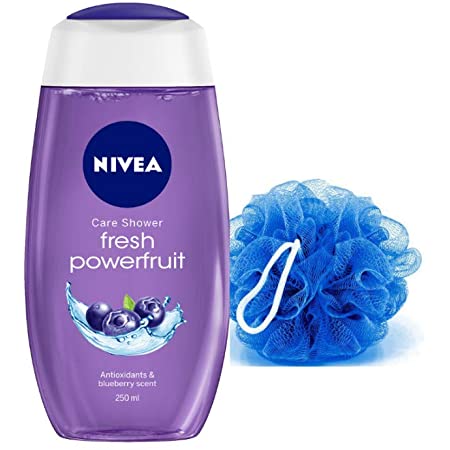 NIVEA
Care Shower
fresh
powerfruit
Antioxidants &
blueberry scent
250 ml